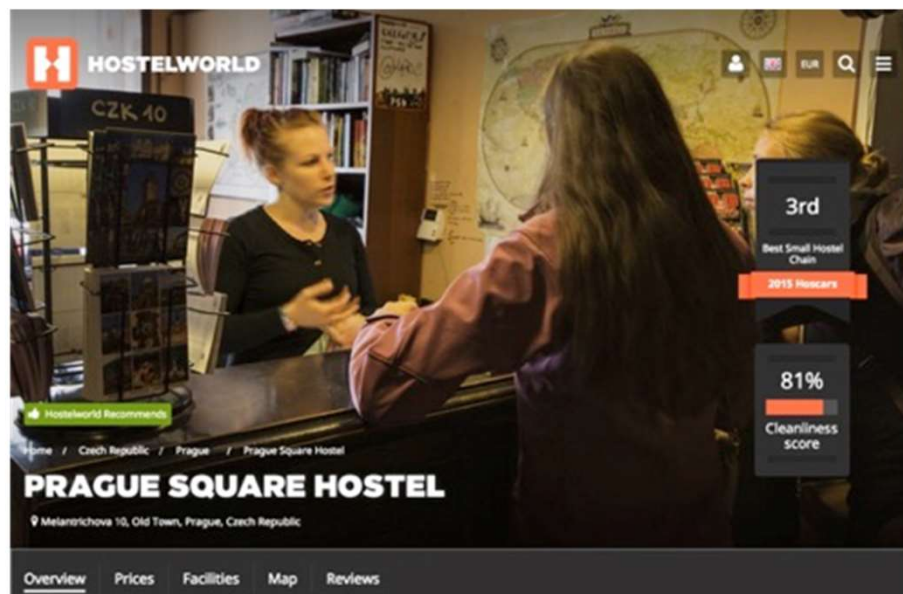 HOSTELWORLD
EUR
CZK 10
3rd
Best Small Hostel
Chain
2015 Hoscars
81%
Cleanliness
score
Hostelworld Recommends
Home / Czech Republic / Prague / Prague Square Hostel
PRAGUE SQUARE HOSTEL
Melantrichova 10, Old Town, Prague, Czech Republic
Overview Prices Facilities Map Reviews